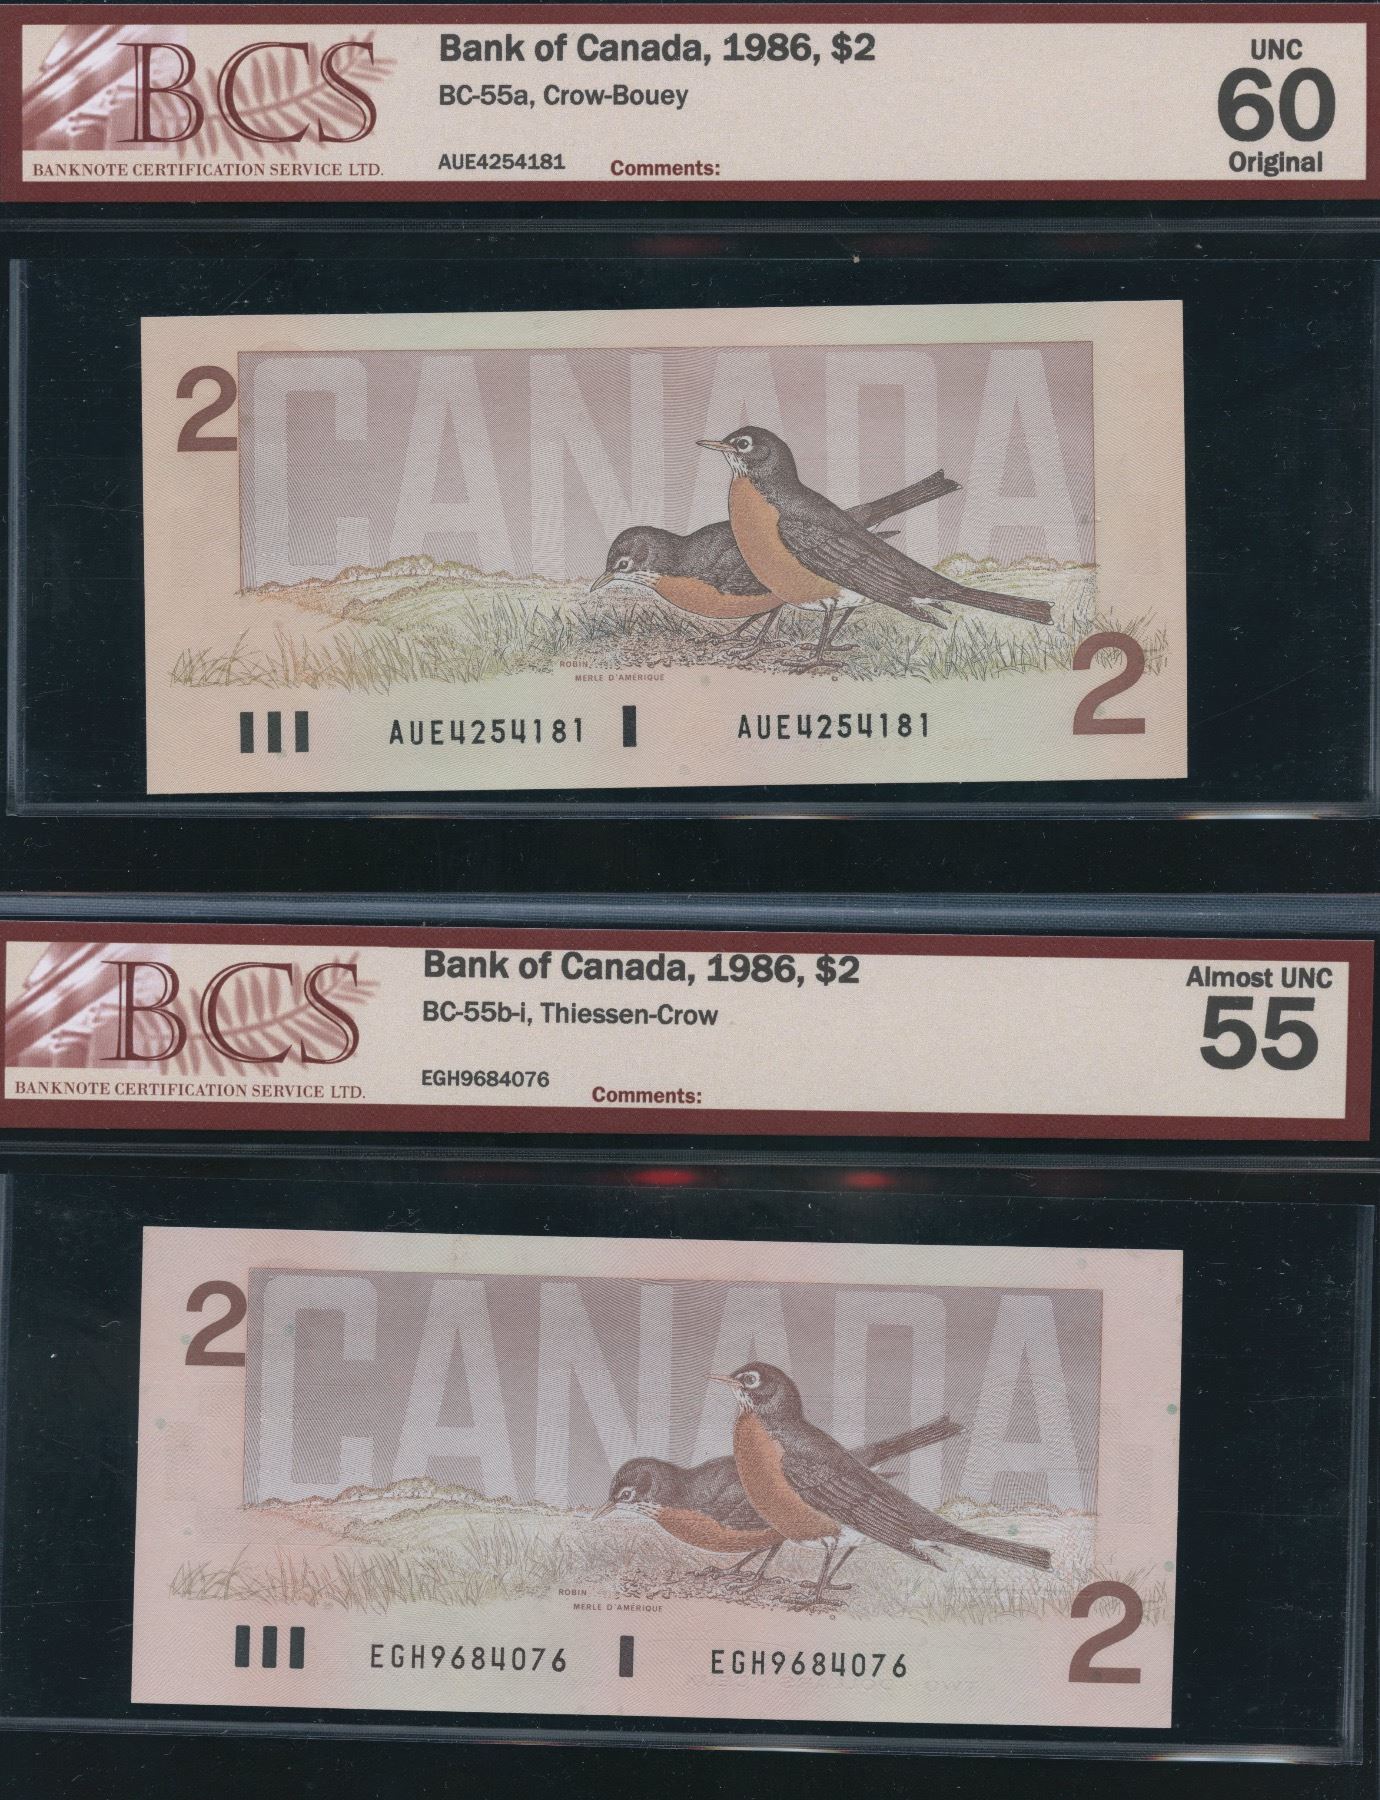 BCS
BANKNOTE CERTIFICATION SERVICE LTD.
Bank of Canada, 1986, $2
BC-55a, Crow-Bouey
AUE4254181
Comments:
UNC
60
Original
2
CANADA
ROBIN
MERLE D'AMÉRIQUE
AUE4254181
AUE4254181
2
BCS
BANKNOTE CERTIFICATION SERVICE LTD.
Bank of Canada, 1986, $2
BC-55b-i, Thiessen-Crow
EGH9684076
Comments:
Almost UNC
55
2
CANADA
ROBIN
MERLE D'AMÉRIQUE
EGH9684076
EGH9684076
2